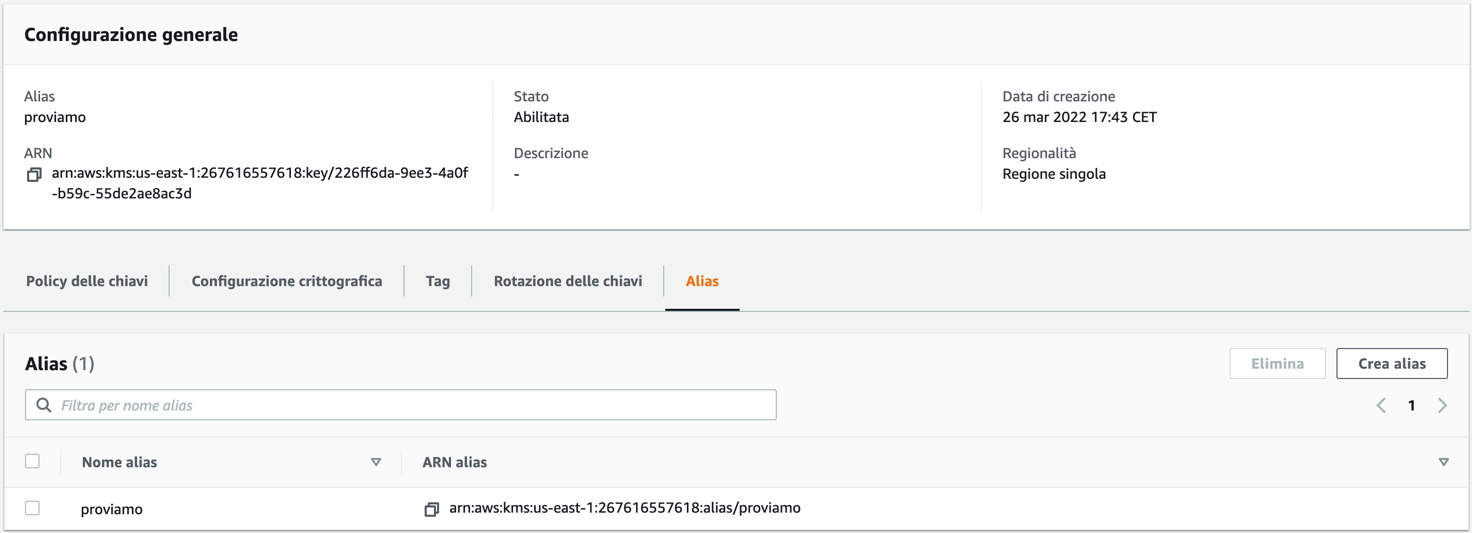 Configurazione generale
Alias
proviamo
Stato
Abilitata
Data di creazione
26 mar 2022 17:43 CET
ARN
arn:aws:kms:us-east-1:267616557618:key/226ff6da-9ee3-4a0f
-b59c-55de2ae8ac3d
Descrizione
-
Regionalità
Regione singola
Policy delle chiavi
Configurazione crittografica
Tag
Rotazione delle chiavi
Alias
Alias (1)
Elimina
Crea alias
Filtra per nome alias
1
Nome alias
ARN alias
proviamo
arn:aws:kms:us-east-1:267616557618:alias/proviamo